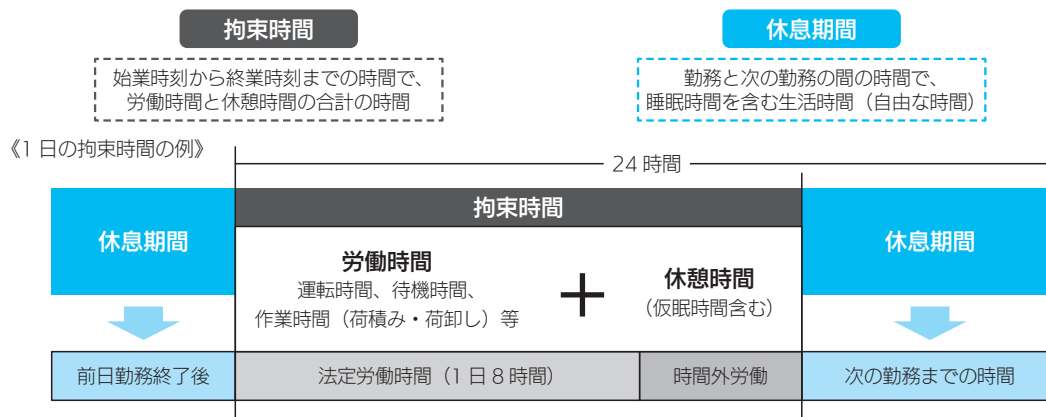 拘束時間
始業時刻から終業時刻までの時間で、
労働時間と休憩時間の合計の時間
休息期間
勤務と次の勤務の間の時間で、
睡眠時間を含む生活時間（自由な時間）
《1日の拘束時間の例》
24時間
休息期間
拘束時間
労働時間
運転時間、待機時間、
作業時間（荷積み・荷卸し）等
＋
休憩時間
（仮眠時間含む）
休息期間
前日勤務終了後
法定労働時間（1日8時間）
時間外労働
次の勤務までの時間